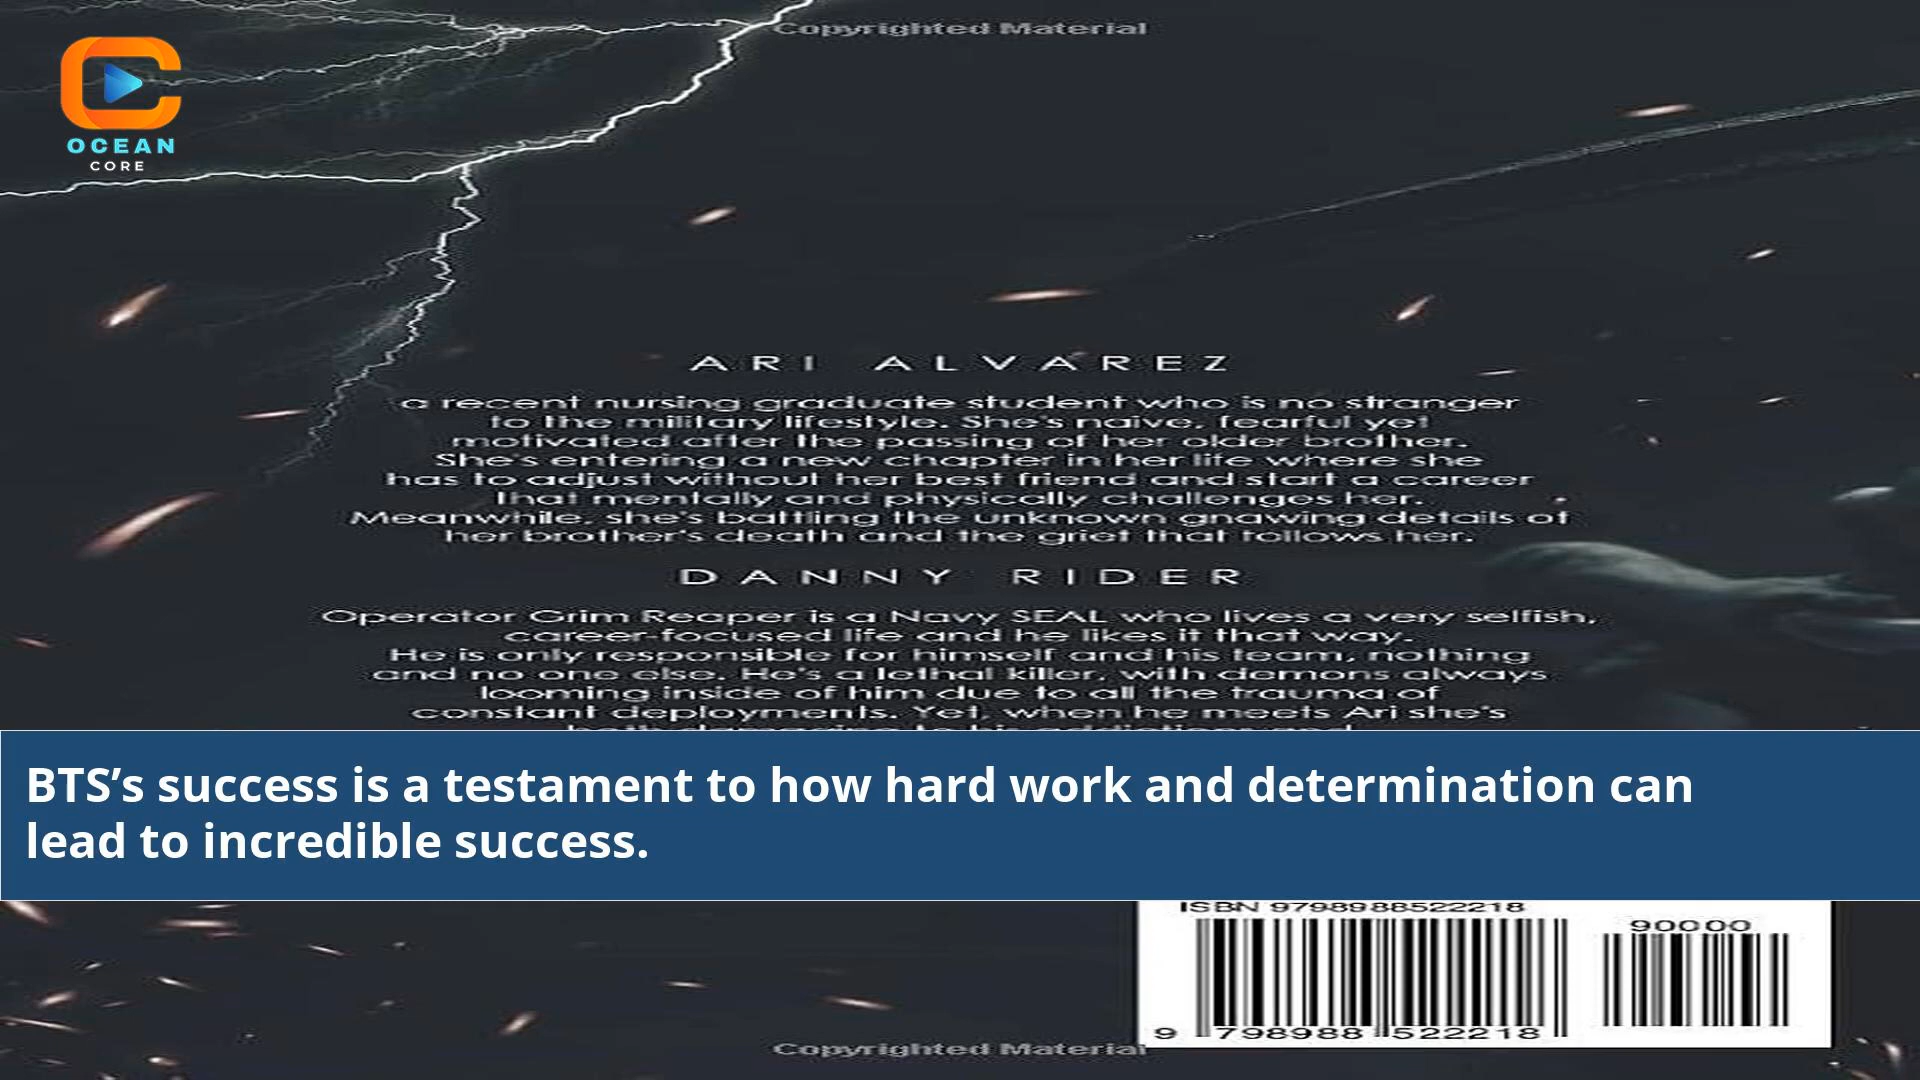 Copyrighted Material
OCEAN
CORE
ARI ALVAREZ
a recent nursing graduate student who is no stranger
to the military lifestyle. She's naive, fearful yet
motivated after the passing of her older brother.
She's entering a new chapter in her life where she
has to adjust without her best friend and start a career
that mentally and physically challenges her.
Meanwhile, she's battling the unknown gnawing details of
her brother's death and the grief that follows her.
DANNY RIDER
Operator Grim Reaper is a Navy SEAL who lives a very selfish,
career-focused life and he likes it that way.
He is only responsible for himself and his team, nothing
and no one else. He's a lethal killer, with demons always
looming inside of him due to all the trauma of
constant deployments. Yet, when he meets Ari she's
BTS’s success is a testament to how hard work and determination can
lead to incredible success.
ISBN 9798988522218
90000
9 798988 522218
Copyrighted Material